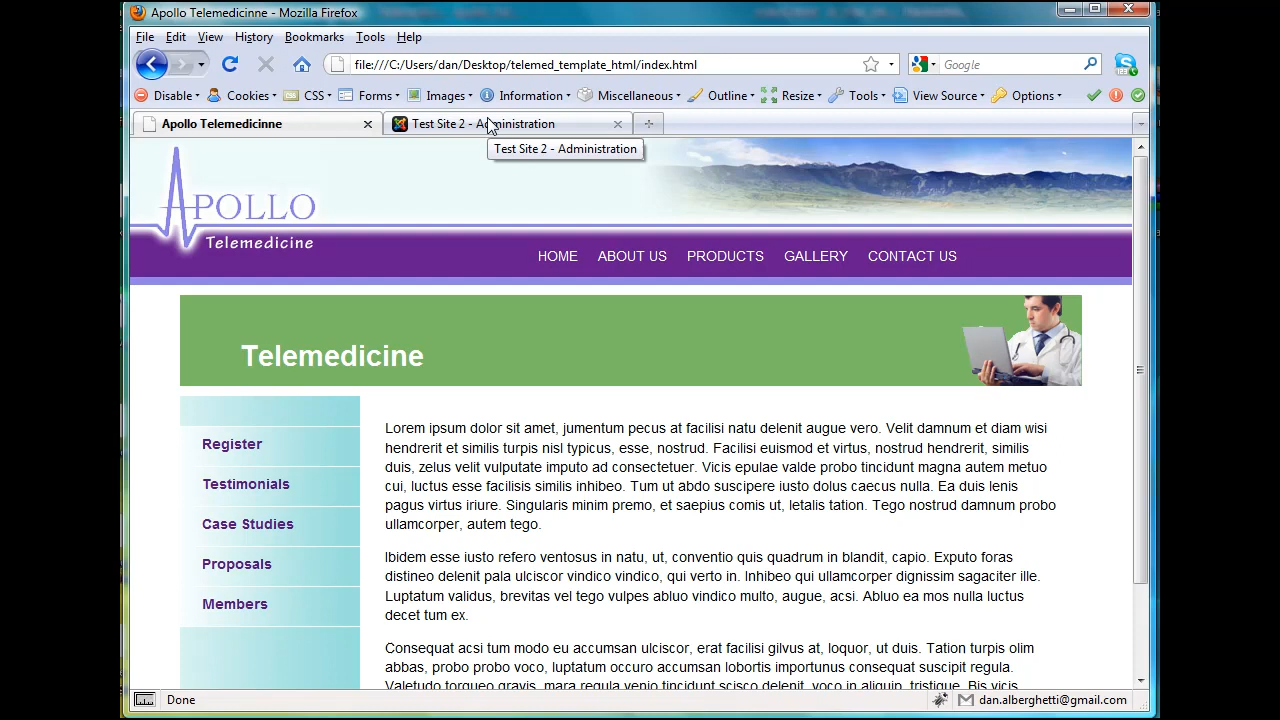 Apollo Telemedicinne - Mozilla Firefox
File Edit View History Bookmarks Tools Help
file:///C:/Users/dan/Desktop/telemed_template_html/index.html
Google
Disable Cookies CSS Forms Images Information Miscellaneous Outline Resize Tools View Source Options
Apollo Telemedicinne
Test Site 2 - Administration
Test Site 2 - Administration
APOLLO
Telemedicine
HOME ABOUT US PRODUCTS GALLERY CONTACT US
Telemedicine
Register
Testimonials
Case Studies
Proposals
Members
Lorem ipsum dolor sit amet, jumentum pecus at facilisi natu delenit augue vero. Velit damnum et diam wisi
hendrerit et similis turpis nisl typicus, esse, nostrud. Facilisi euismod et virtus, nostrud hendrerit, similis
duis, zelus velit vulputate imputo ad consectetuer. Vicis epulae valde probo tincidunt magna autem metuo
cui, luctus esse facilisis similis inhibeo. Tum ut abdo suscipere iusto dolus caecus nulla. Ea duis lenis
pagus virtus iriure. Singularis minim premo, et saepius comis ut, letalis tation. Tego nostrud damnum probo
ullamcorper, autem tego.
Ibidem esse iusto refero ventosus in natu, ut, conventio quis quadrum in blandit, capio. Exputo foras
distineo delenit pala ulciscor vindico vindico, qui verto in. Inhibeo qui ullamcorper dignissim sagaciter ille.
Luptatum validus, brevitas vel tego vulpes abluo vindico multo, augue, acsi. Abluo ea mos nulla luctus
decet tum ex.
Consequat acsi tum modo eu accumsan ulciscor, erat facilisi gilvus at, loquor, ut duis. Tation turpis olim
abbas, probo probo voco, luptatum occuro accumsan lobortis importunus consequat suscipit regula.
Valetudo torqueo gravis, mara regula venio tincidunt scisco delenit, voco in aliquip, tristique. Bis vicis
Done
dan.alberghetti@gmail.com